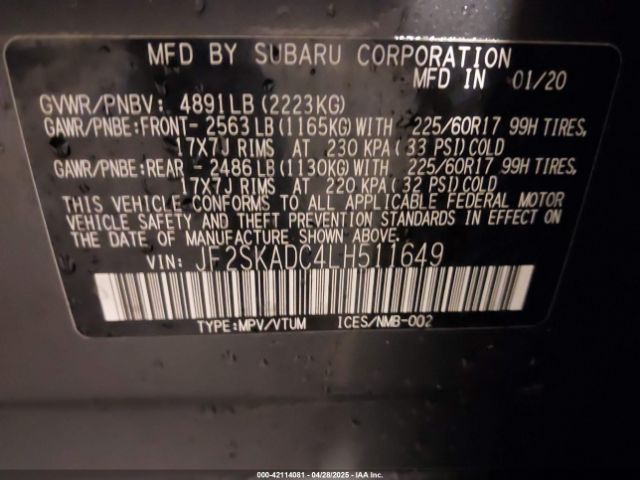 MFD BY SUBARU CORPORATION
MFD IN 01/20
GVWR/PNBV: 4891LB (2223KG)
GAWR/PNBE:FRONT- 2563 LB (1165KG) WITH 225/60R17 99H TIRES,
17X7J RIMS AT 230 KPA (33 PSI) COLD
GAWR/PNBE:REAR - 2486 LB (1130KG) WITH 225/60R17 99H TIRES,
17X7J RIMS AT 220 KPA (32 PSI) COLD
THIS VEHICLE CONFORMS TO ALL APPLICABLE FEDERAL MOTOR
VEHICLE SAFETY AND THEFT PREVENTION STANDARDS IN EFFECT ON
THE DATE OF MANUFACTURE SHOWN ABOVE.
VIN: JF2SKADC4LH511649
TYPE:MPV/VTUM ICES/NMB-002
000-42114081 04/28/2025 - IAAI.COM